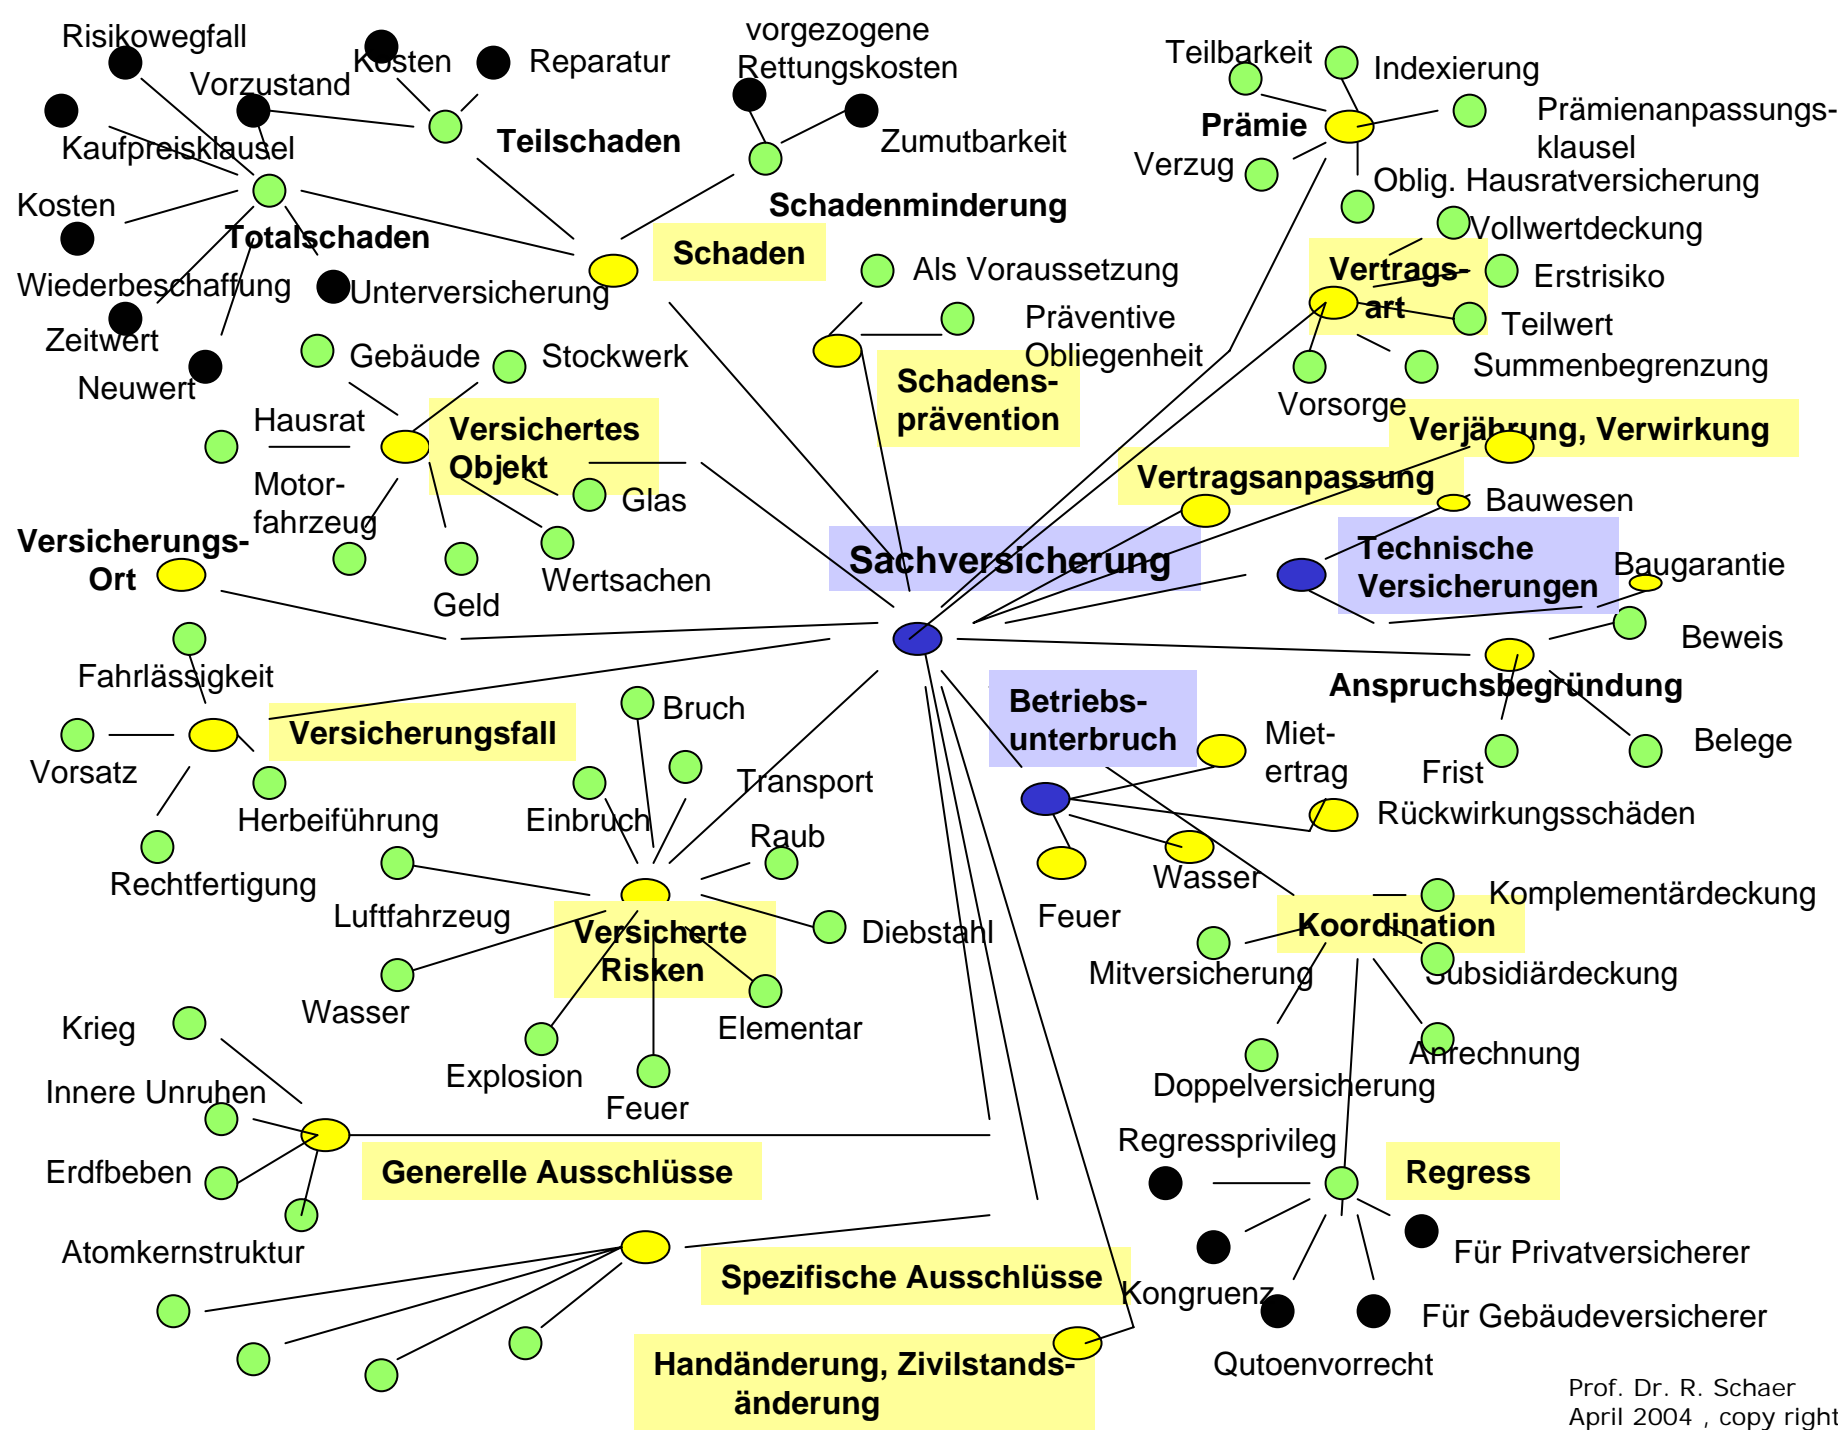 Risikowegfall
Kosten
Reparatur
Vorzustand
vorgezogene
Rettungskosten
Teilbarkeit
Indexierung
Prämienanpassungs-
klausel
Prämie
Verzug
Kaufpreisklausel
Teilschaden
Zumutbarkeit
Oblig. Hausratversicherung
Kosten
Totalschaden
Schadenminderung
Schaden
Vollwertdeckung
Vertrags-
art
Erstrisiko
Wiederbeschaffung
Unterversicherung
Als Voraussetzung
Präventive
Obliegenheit
Teilwert
Zeitwert
Neuwert
Gebäude
Stockwerk
Schadens-
prävention
Summenbegrenzung
Vorsorge
Hausrat
Versichertes
Objekt
Verjährung, Verwirkung
Vertragsanpassung
Motor-
fahrzeug
Glas
Bauwesen
Versicherungs-
Ort
Sachversicherung
Technische
Versicherungen
Baugarantie
Wertsachen
Geld
Beweis
Fahrlässigkeit
Anspruchsbegründung
Versicherungsfall
Bruch
Betriebs-
unterbruch
Miet-
ertrag
Belege
Frist
Vorsatz
Transport
Herbeiführung
Einbruch
Raub
Rückwirkungsschäden
Rechtfertigung
Wasser
Luftfahrzeug
Feuer
Komplementärdeckung
Versicherte
Risken
Diebstahl
Koordination
Mitversicherung
Subsidiärdeckung
Wasser
Elementar
Krieg
Explosion
Anrechnung
Doppelversicherung
Innere Unruhen
Feuer
Regressprivileg
Erdfbeben
Generelle Ausschlüsse
Regress
Atomkernstruktur
Für Privatversicherer
Spezifische Ausschlüsse
Kongruenz
Für Gebäudeversicherer
Handänderung, Zivilstands-
änderung
Qutoenvorrecht
Prof. Dr. R. Schaer
April 2004 , copy right